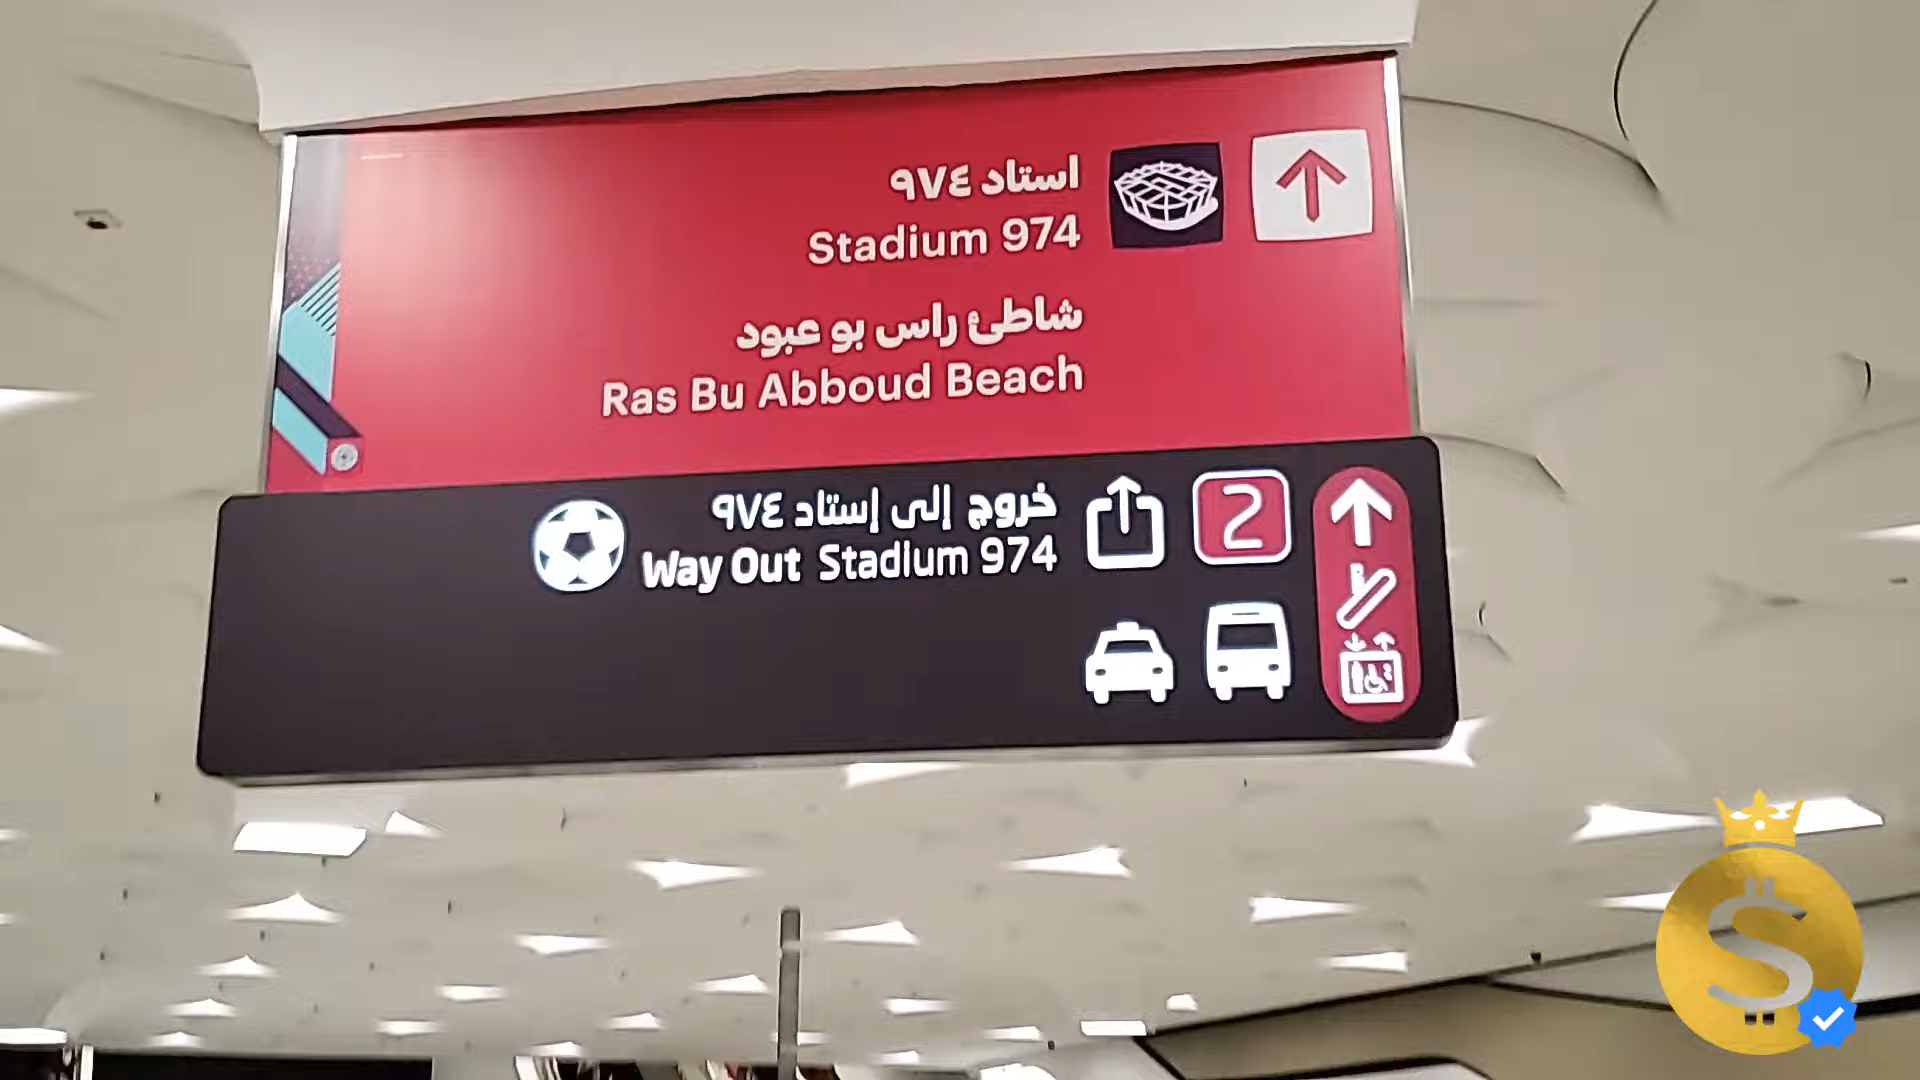 استاد ٩٧٤
Stadium 974
شاطئ راس بو عبود
Ras Bu Abboud Beach
خروج إلى إستاد ٩٧٤
Way Out Stadium 974
2